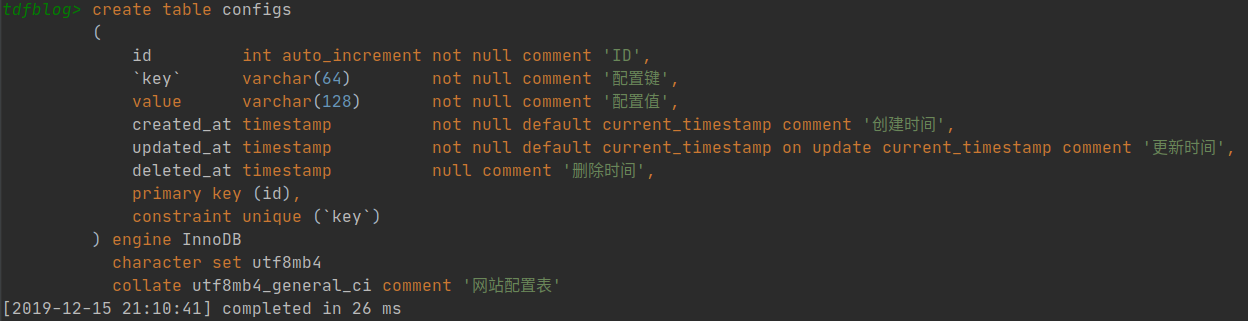 tdfblog> create table configs
(
id int auto_increment not null comment 'ID',
`key` varchar(64) not null comment '配置键',
value varchar(128) not null comment '配置值',
created_at timestamp not null default current_timestamp comment '创建时间',
updated_at timestamp not null default current_timestamp on update current_timestamp comment '更新时间',
deleted_at timestamp null comment '删除时间',
primary key (id),
constraint unique (`key`)
) engine InnoDB
character set utf8mb4
collate utf8mb4_general_ci comment '网站配置表'
[2019-12-15 21:10:41] completed in 26 ms